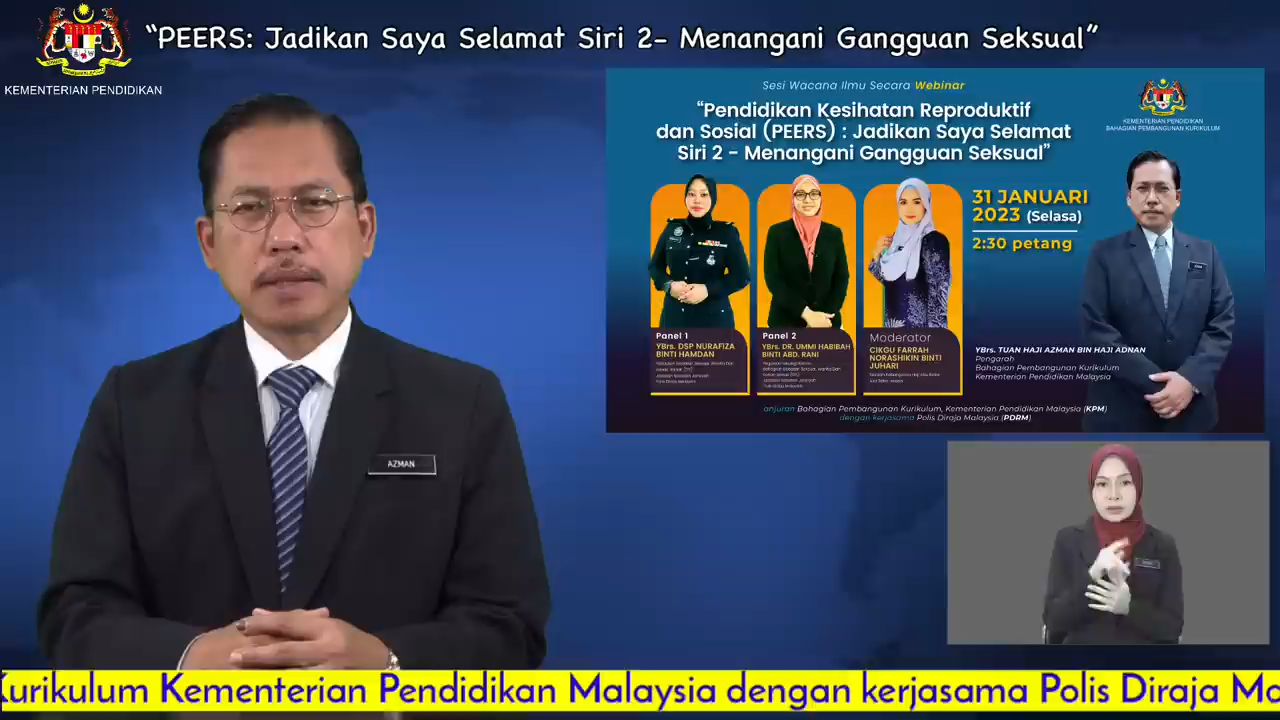 "PEERS: Jadikan Saya Selamat Siri 2- Menangani Gangguan Seksual"
KEMENTERIAN PENDIDIKAN
Sesi Wacana Ilmu Secara Webinar
"Pendidikan Kesihatan Reproduktif
dan Sosial (PEERS) : Jadikan Saya Selamat
Siri 2 - Menangani Gangguan Seksual"
KEMENTERIAN PENDIDIKAN
BAHAGIAN PEMBANGUNAN KURIKULUM
31 JANUARI
2023 (Selasa)
2:30 petang
Panel 1
YBrs. DSP NURAFIZA
BINTI HAMDAN
Panel 2
YBrs. DR. UMMI HABIBAH
BINTI ABD. RANI
Moderator
CIKGU FARRAH
NORASHIKIN BINTI
JUHARI
YBrs. TUAN HAJI AZMAN BIN HAJI ADNAN
Pengarah
Bahagian Pembangunan Kurikulum
Kementerian Pendidikan Malaysia
anjuran Bahagian Pembangunan Kurikulum, Kementerian Pendidikan Malaysia (KPM)
dengan kerjasama Polis Diraja Malaysia (PDRM)
AZMAN
Kurikulum Kementerian Pendidikan Malaysia dengan kerjasama Polis Diraja Ma